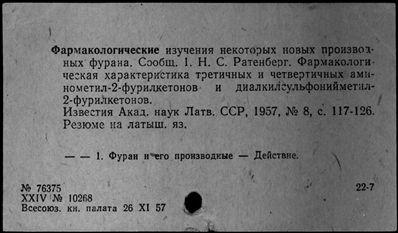 Фармакологические изучения некоторых новых производ-
ных фурана. Сообщ. 1. Н. С. Ратенберг. Фармакологи-
ческая характеристика третичных и четвертичных ами-
нометил-2-фурилкетонов и диалкилсульфонийметил-
2-фурилкетонов.
Известия Акад. наук Латв. ССР, 1957, № 8, с. 117-126.
Резюме на латыш. яз.
— — 1. Фуран и его производные — Действие.
№ 76375
22-7
XXIV № 10268
Всесоюз. кн. палата 26 XI 57